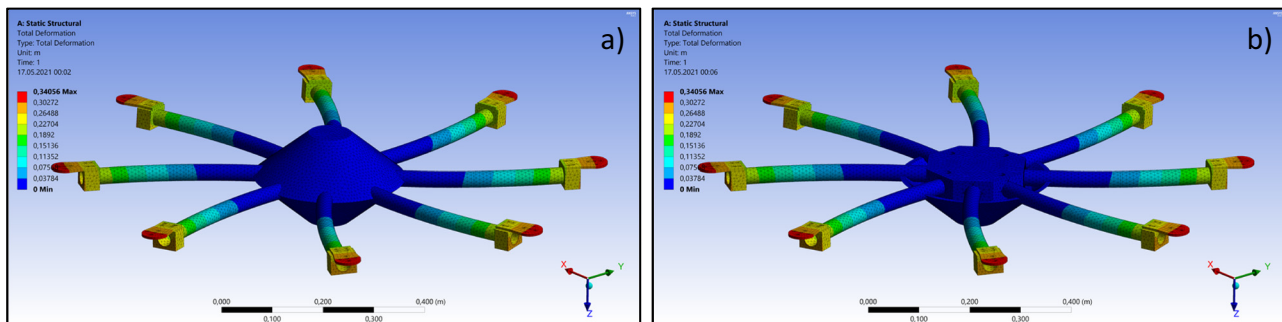 A: Static Structural
Total Deformation
Type: Total Deformation
Unit: m
Time: 1
17.05.2021 00:02
a)
0,34056 Max
0,30272
0,26488
0,22704
0,1892
0,15136
0,11352
0,03784
0 Min
X
Y
Z
0,000
0,200
0,400 (m)
0,100
0,300
A: Static Structural
Total Deformation
Type: Total Deformation
Unit: m
Time: 1
17.05.2021 00:06
b)
0,34056 Max
0,30272
0,26488
0,22704
0,1892
0,15136
0,11352
0,03784
0 Min
X
Y
Z
0,000
0,200
0,400 (m)
0,100
0,300